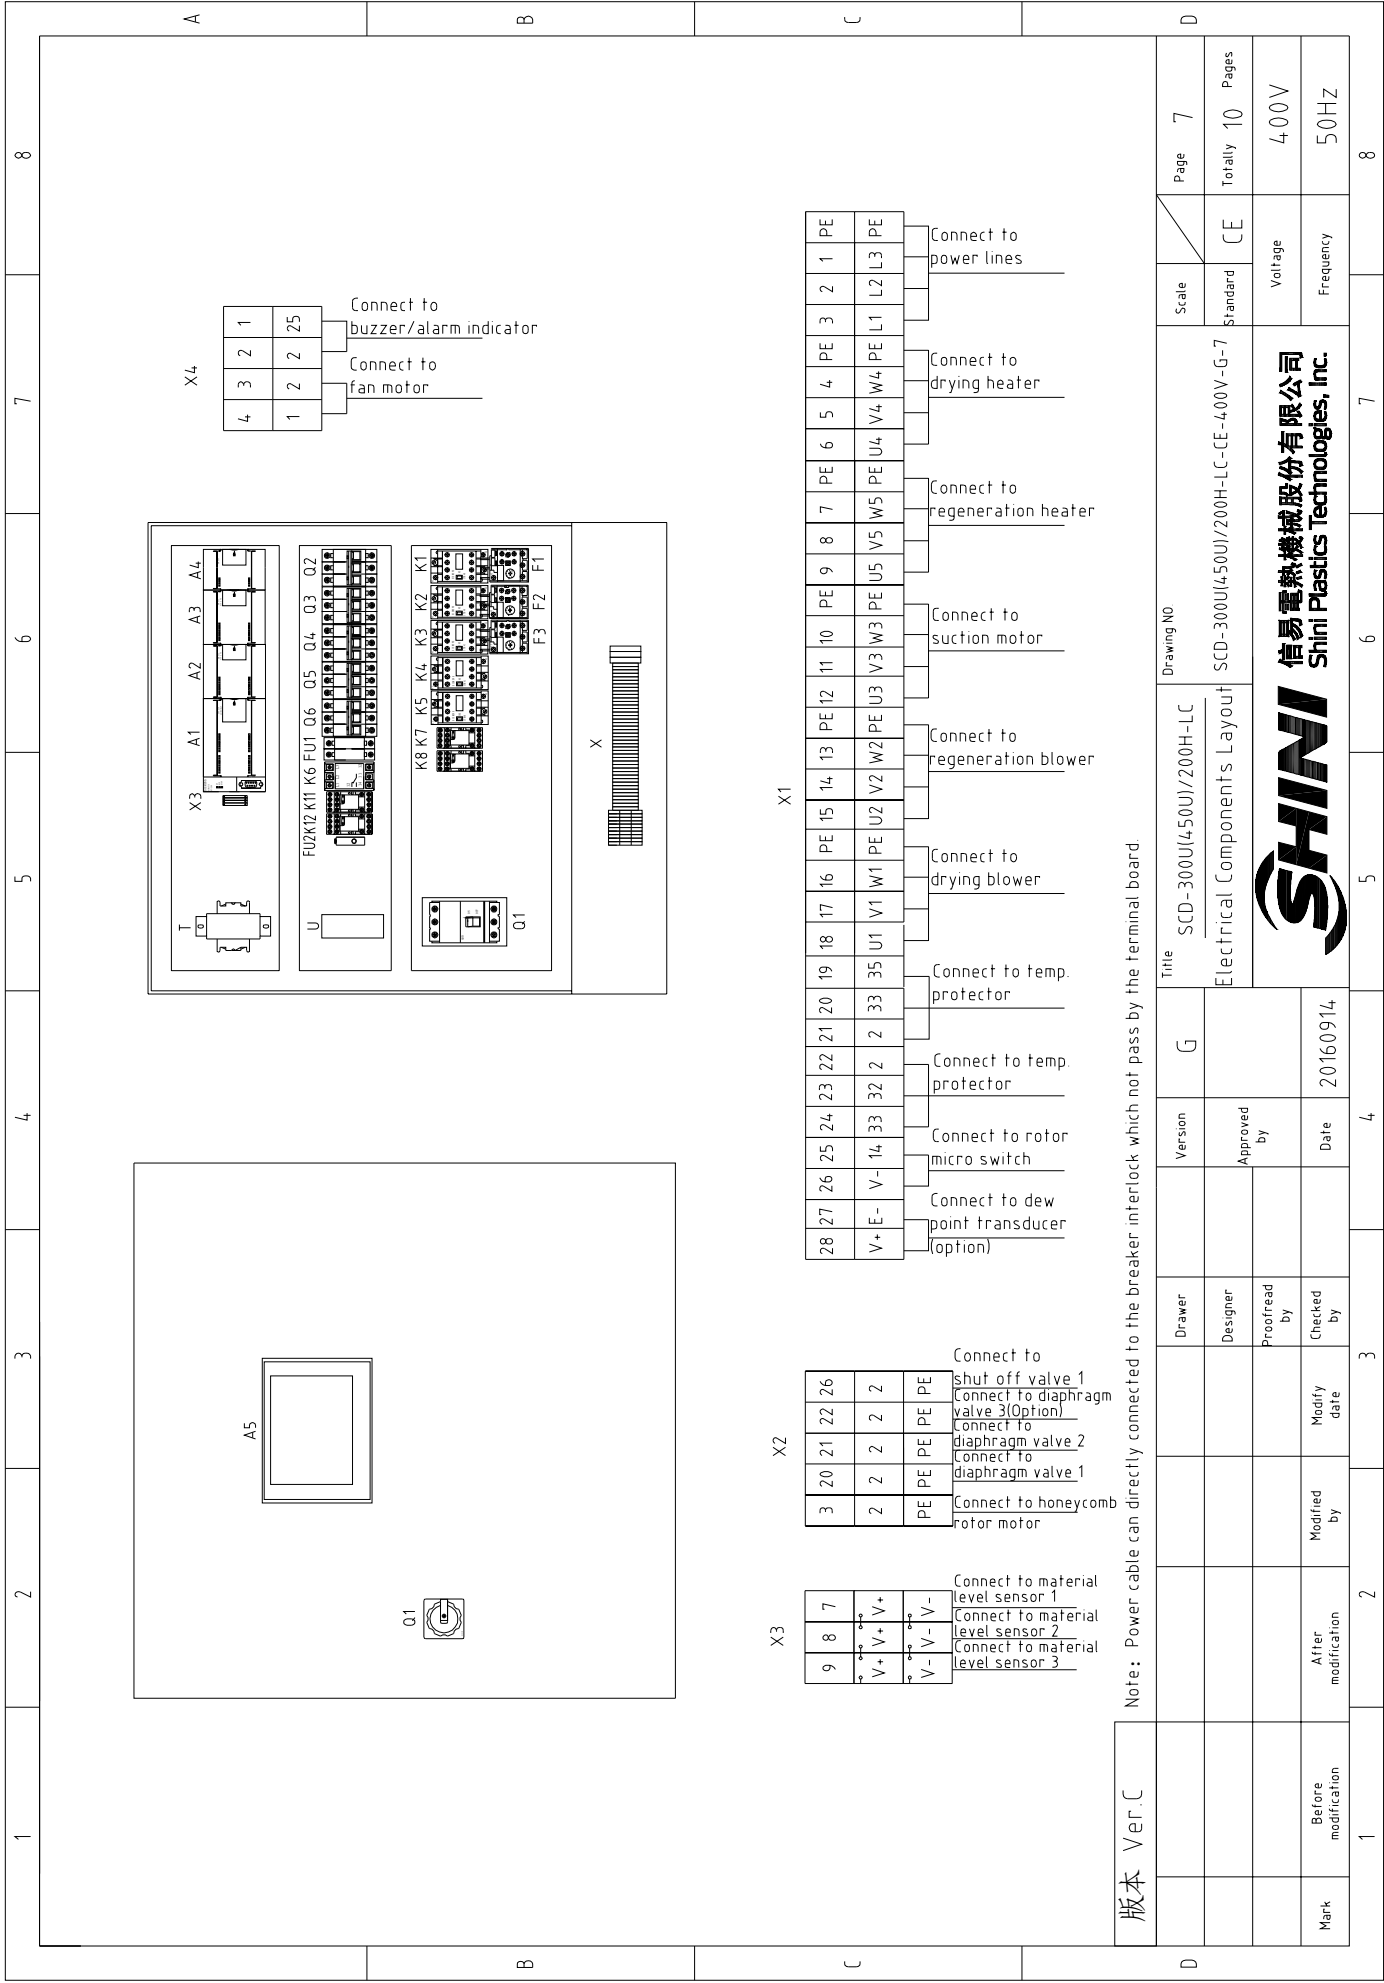 1 2 3 4 5 6 7 8
A
B
C
D
A5
Q1
T
X3 A1 A2 A3 A4
U
FU2 K12 K11 K6 FU1 Q6 Q5 Q4 Q3 Q2
Q1
K8 K7 K5 K4 K3 K2 K1
F3 F2 F1
X
X4
4 3 2 1
1 2 2 25
Connect to
fan motor
Connect to
buzzer/alarm indicator
X3
9 8 7
V+ V+ V+
V- V- V-
Connect to material
level sensor 1
Connect to material
level sensor 2
Connect to material
level sensor 3
X2
3 20 21 22 26
2 2 2 2 2
PE PE PE PE PE
Connect to
shut off valve 1
Connect to diaphragm
valve 3(Option)
Connect to
diaphragm valve 2
Connect to
diaphragm valve 1
Connect to honeycomb
rotor motor
X1
28 27 26 25 24 23 22 21 20 19 18 17 16 PE 15 14 13 PE 12 11 10 PE 9 8 7 PE 6 5 4 PE 3 2 1 PE
V+ E- V- 14 33 32 2 2 33 35 U1 V1 W1 PE U2 V2 W2 PE U3 V3 W3 PE U5 V5 W5 PE U4 V4 W4 PE L1 L2 L3 PE
Connect to dew
point transducer
(option)
Connect to rotor
micro switch
Connect to temp.
protector
Connect to temp.
protector
Connect to
drying blower
Connect to
regeneration blower
Connect to
suction motor
Connect to
regeneration heater
Connect to
drying heater
Connect to
power lines
Note: Power cable can directly connected to the breaker interlock which not pass by the terminal board.
版本 Ver.C
Mark
Before
modification
After
modification
Modified
by
Modify
date
Drawer
Designer
Proofread
by
Checked
by
Version
G
Approved
by
Date
20160914
Title
SCD-300U(450U)/200H-LC
Electrical Components Layout
Drawing NO
SCD-300U(450U)/200H-LC-CE-400V-G-7
SHINI
信易電熱機械股份有限公司
Shini Plastics Technologies, Inc.
Scale
Page 7
Standard CE
Totally 10 Pages
Voltage
400V
Frequency
50HZ
1 2 3 4 5 6 7 8
B
C
D